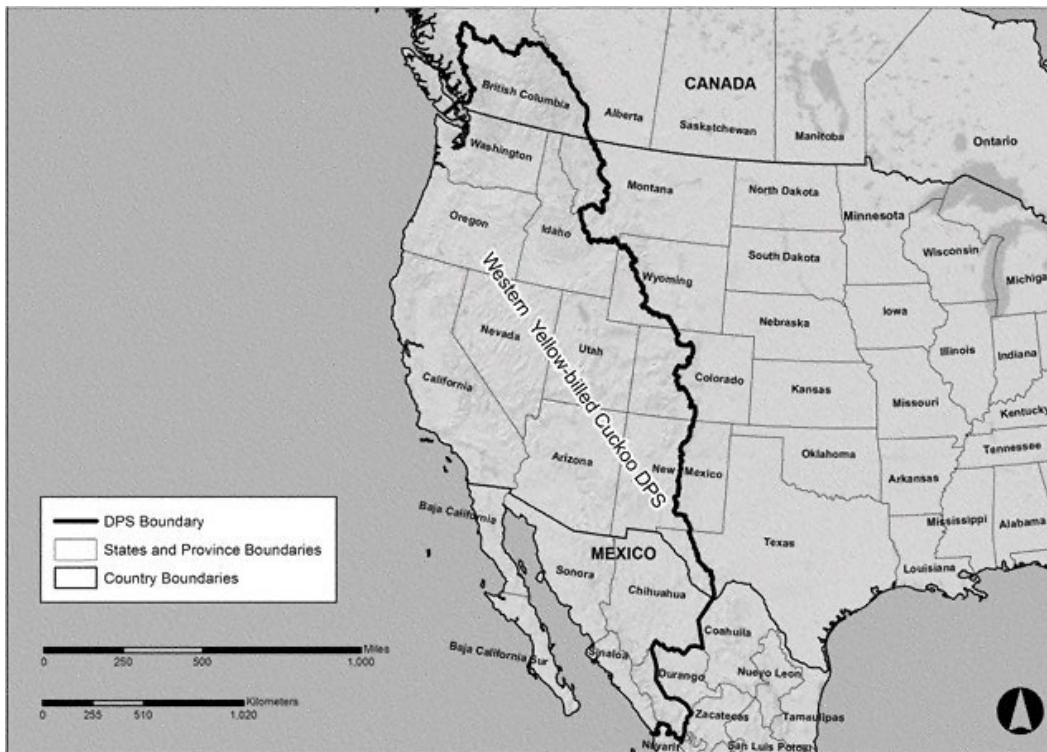 CANADA
British Columbia
Alberta
Saskatchewan
Manitoba
Ontario
Washington
Montana
North Dakota
Minnesota
Oregon
Idaho
Wisconsin
Michiga
South Dakota
Wyoming
Western Yellow-billed Cuckoo DPS
Iowa
Nebraska
Nevada
Utah
Illinois
Indiana
California
Colorado
Kansas
Missouri
Kentucky
Tennessee
Oklahoma
Arizona
New Mexico
Arkansas
Baja California
Mississippi
Alabama
Texas
MEXICO
Louisiana
Sonora
Chihuahua
DPS Boundary
States and Province Boundaries
Country Boundaries
Coahuila
Baja California Sur
Sinaloa
Durango
Nuevo Leon
0 250 500 1,000 Miles
Zacatecas
Tamaulipas
0 255 510 1,020 Kilometers
Nayarit
San Luis Potosi